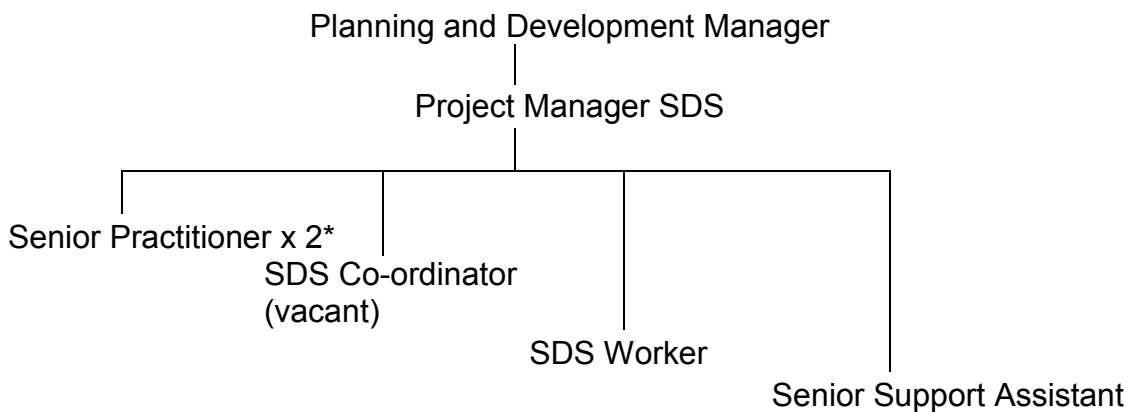 Planning and Development Manager
Project Manager SDS
Senior Practitioner x 2*
SDS Co-ordinator
(vacant)
SDS Worker
Senior Support Assistant